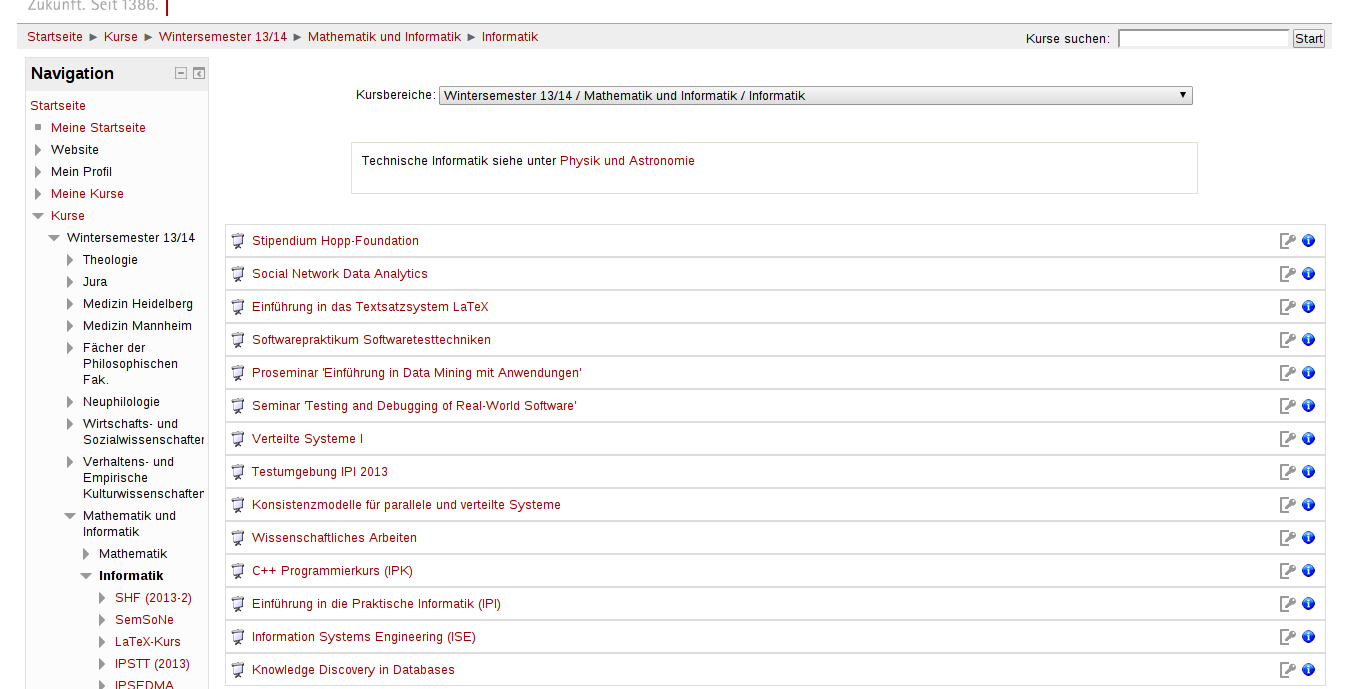 Zukunft. Seit 1386.
Startseite ► Kurse ► Wintersemester 13/14 ► Mathematik und Informatik ► Informatik
Kurse suchen: Start
Navigation
Startseite
Meine Startseite
Website
Mein Profil
Meine Kurse
Kurse
Wintersemester 13/14
Theologie
Jura
Medizin Heidelberg
Medizin Mannheim
Fächer der
Philosophischen
Fak.
Neuphilologie
Wirtschafts- und
Sozialwissenschaften
Verhaltens- und
Empirische
Kulturwissenschaften
Mathematik und
Informatik
Mathematik
Informatik
SHF (2013-2)
SemSoNe
LaTeX-Kurs
IPSTT (2013)
IPSEDMA
Kursbereiche: Wintersemester 13/14 / Mathematik und Informatik / Informatik
Technische Informatik siehe unter Physik und Astronomie
Stipendium Hopp-Foundation
Social Network Data Analytics
Einführung in das Textsatzsystem LaTeX
Softwarepraktikum Softwaretesttechniken
Proseminar 'Einführung in Data Mining mit Anwendungen'
Seminar 'Testing and Debugging of Real-World Software'
Verteilte Systeme I
Testumgebung IPI 2013
Konsistenzmodelle für parallele und verteilte Systeme
Wissenschaftliches Arbeiten
C++ Programmierkurs (IPK)
Einführung in die Praktische Informatik (IPI)
Information Systems Engineering (ISE)
Knowledge Discovery in Databases